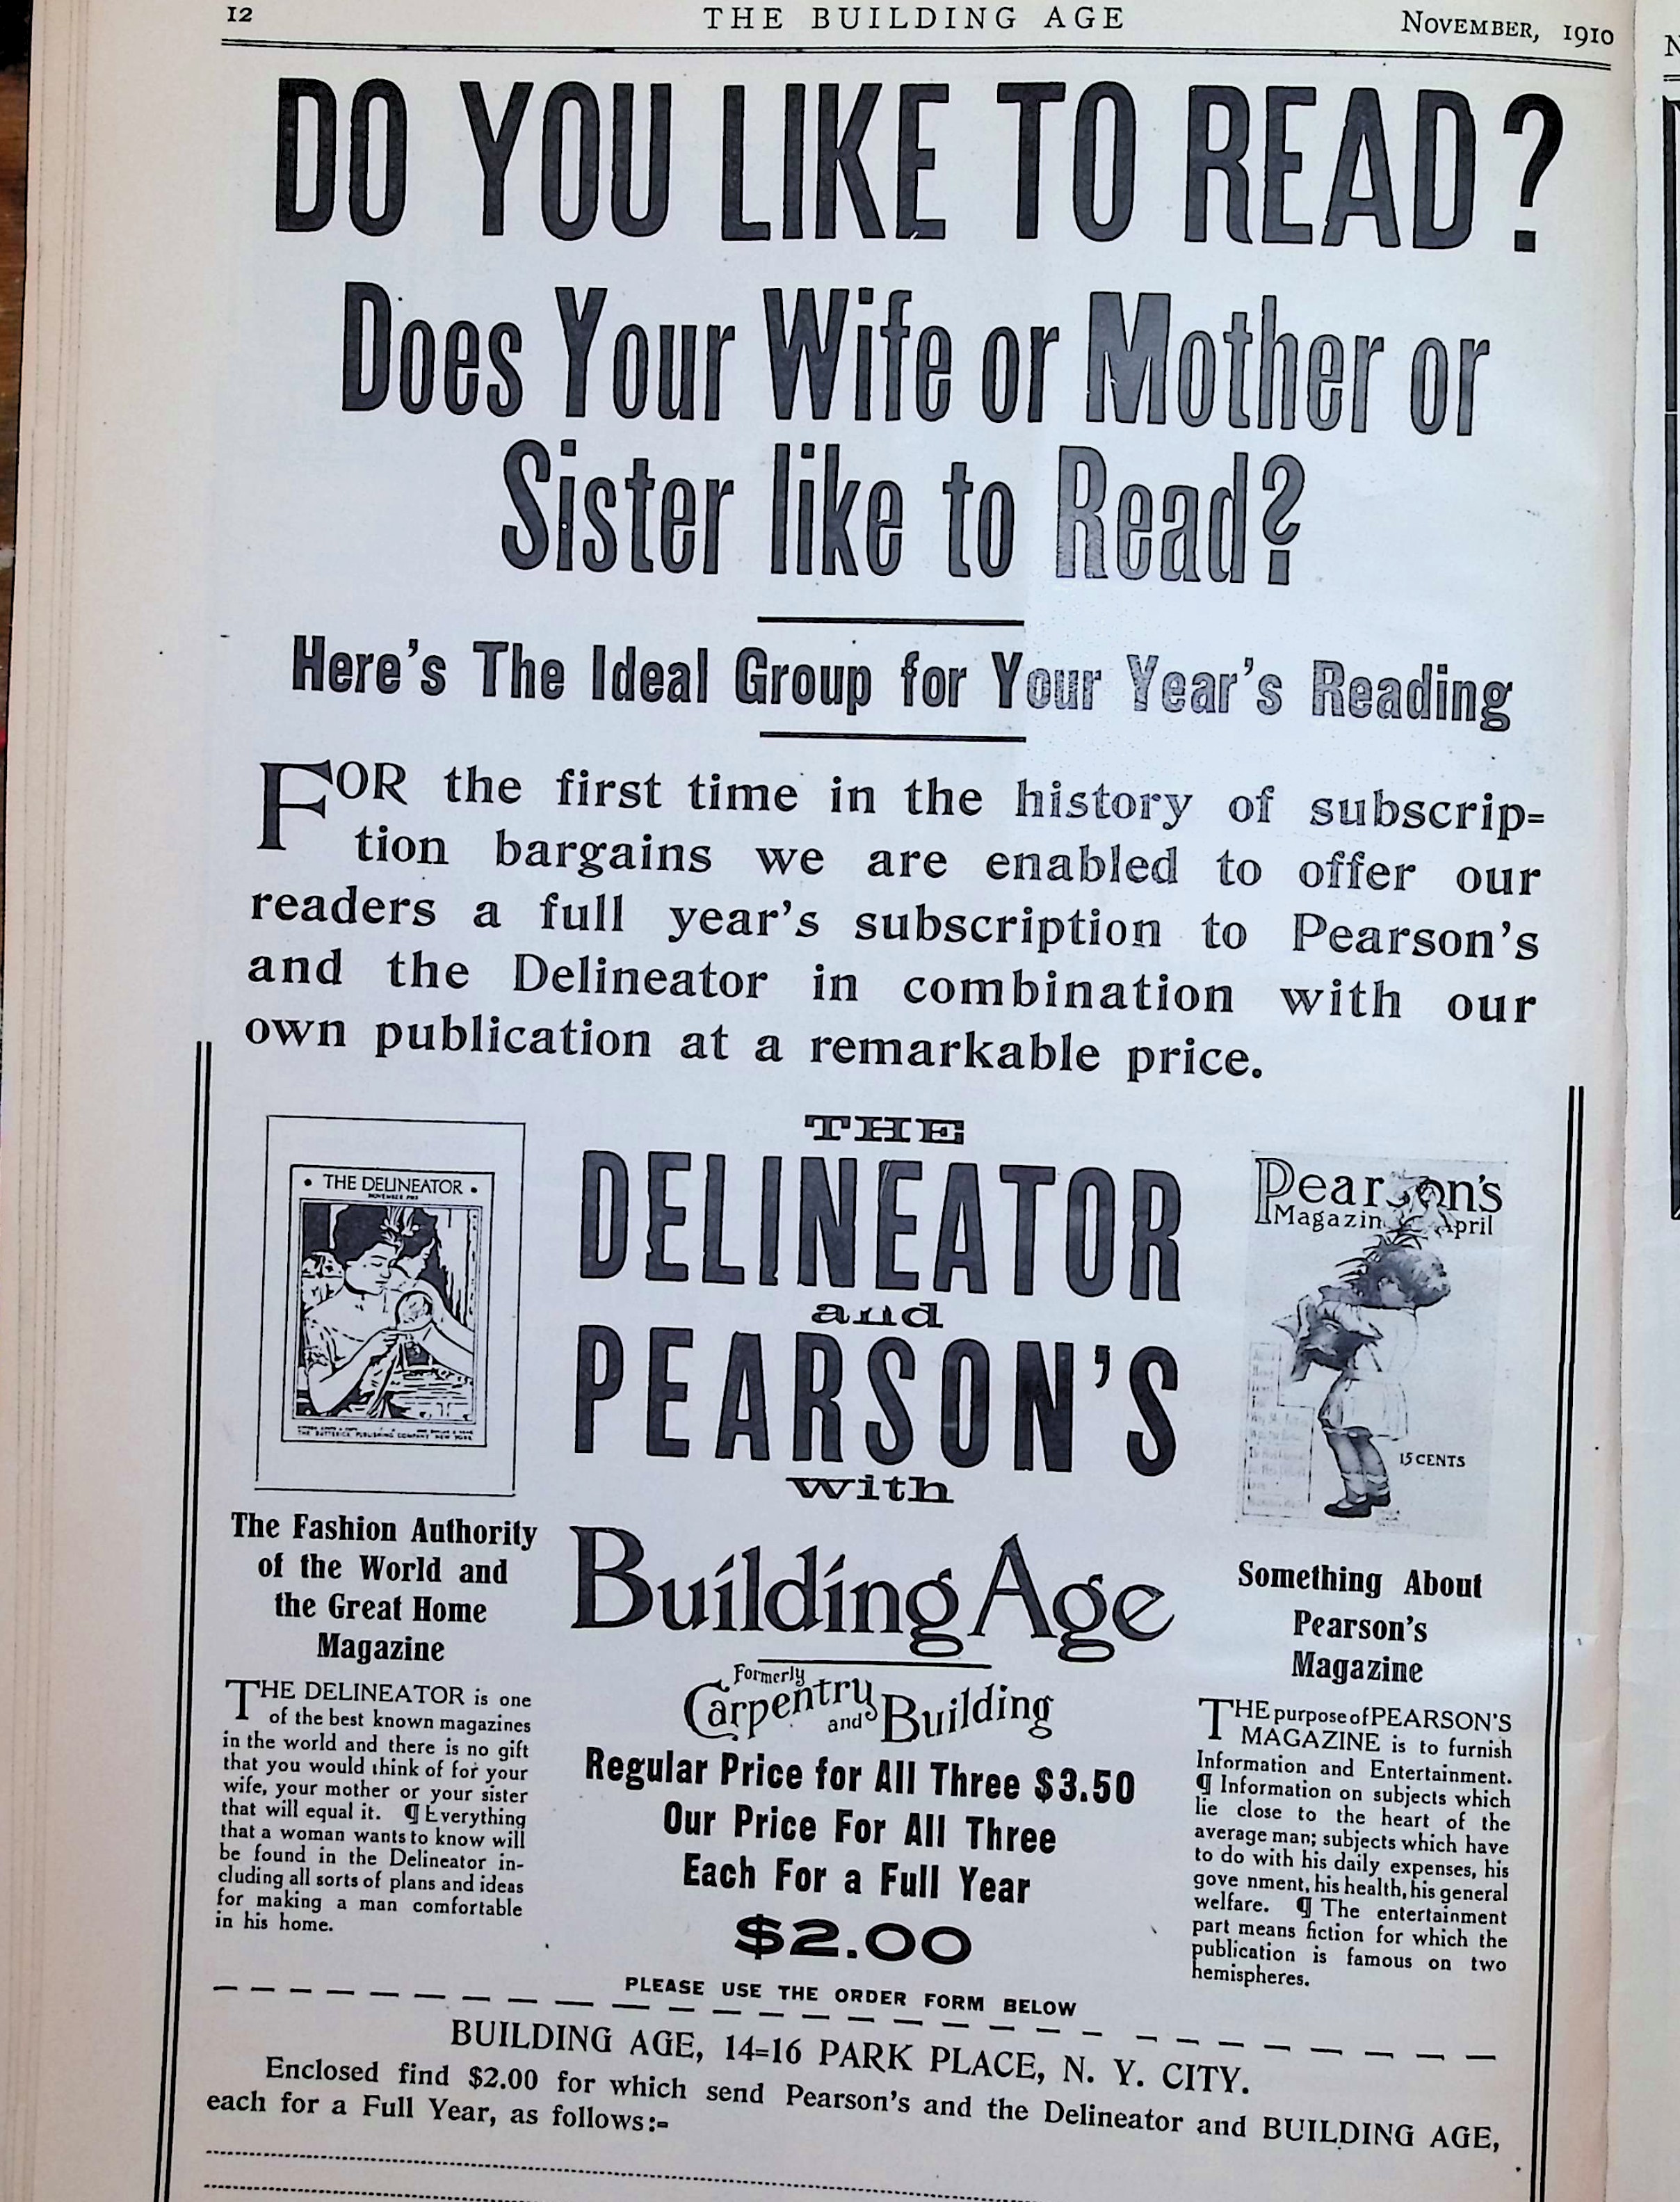 12
THE BUILDING AGE
NOVEMBER, 1910
DO YOU LIKE TO READ?
Does Your Wife or Mother or
Sister like to Read?
Here's The Ideal Group for Your Year's Reading
FOR the first time in the history of subscrip=
tion bargains we are enabled to offer our
readers a full year's subscription to Pearson's
and the Delineator in combination with our
own publication at a remarkable price.
• THE DELINEATOR •
THE BUTTERICK PUBLISHING COMPANY NEW YORK
The Fashion Authority
of the World and
the Great Home
Magazine
THE DELINEATOR is one
of the best known magazines
in the world and there is no gift
that you would think of for your
wife, your mother or your sister
that will equal it. ¶ Everything
that a woman wants to know will
be found in the Delineator in-
cluding all sorts of plans and ideas
for making a man comfortable
in his home.
THE
DELINEATOR
and
PEARSON'S
with
Building Age
Formerly
Carpentry
and Building
Regular Price for All Three $3.50
Our Price For All Three
Each For a Full Year
$2.00
PLEASE USE THE ORDER FORM BELOW
Pearson's
Magazin April
15 CENTS
Something About
Pearson's
Magazine
THE purpose of PEARSON'S
MAGAZINE is to furnish
Information and Entertainment.
¶ Information on subjects which
lie close to the heart of the
average man; subjects which have
to do with his daily expenses, his
gove nment, his health, his general
welfare. ¶ The entertainment
part means fiction for which the
publication is famous on two
hemispheres.
BUILDING AGE, 14=16 PARK PLACE, N. Y. CITY.
Enclosed find $2.00 for which send Pearson's and the Delineator and BUILDING AGE,
each for a Full Year, as follows:-